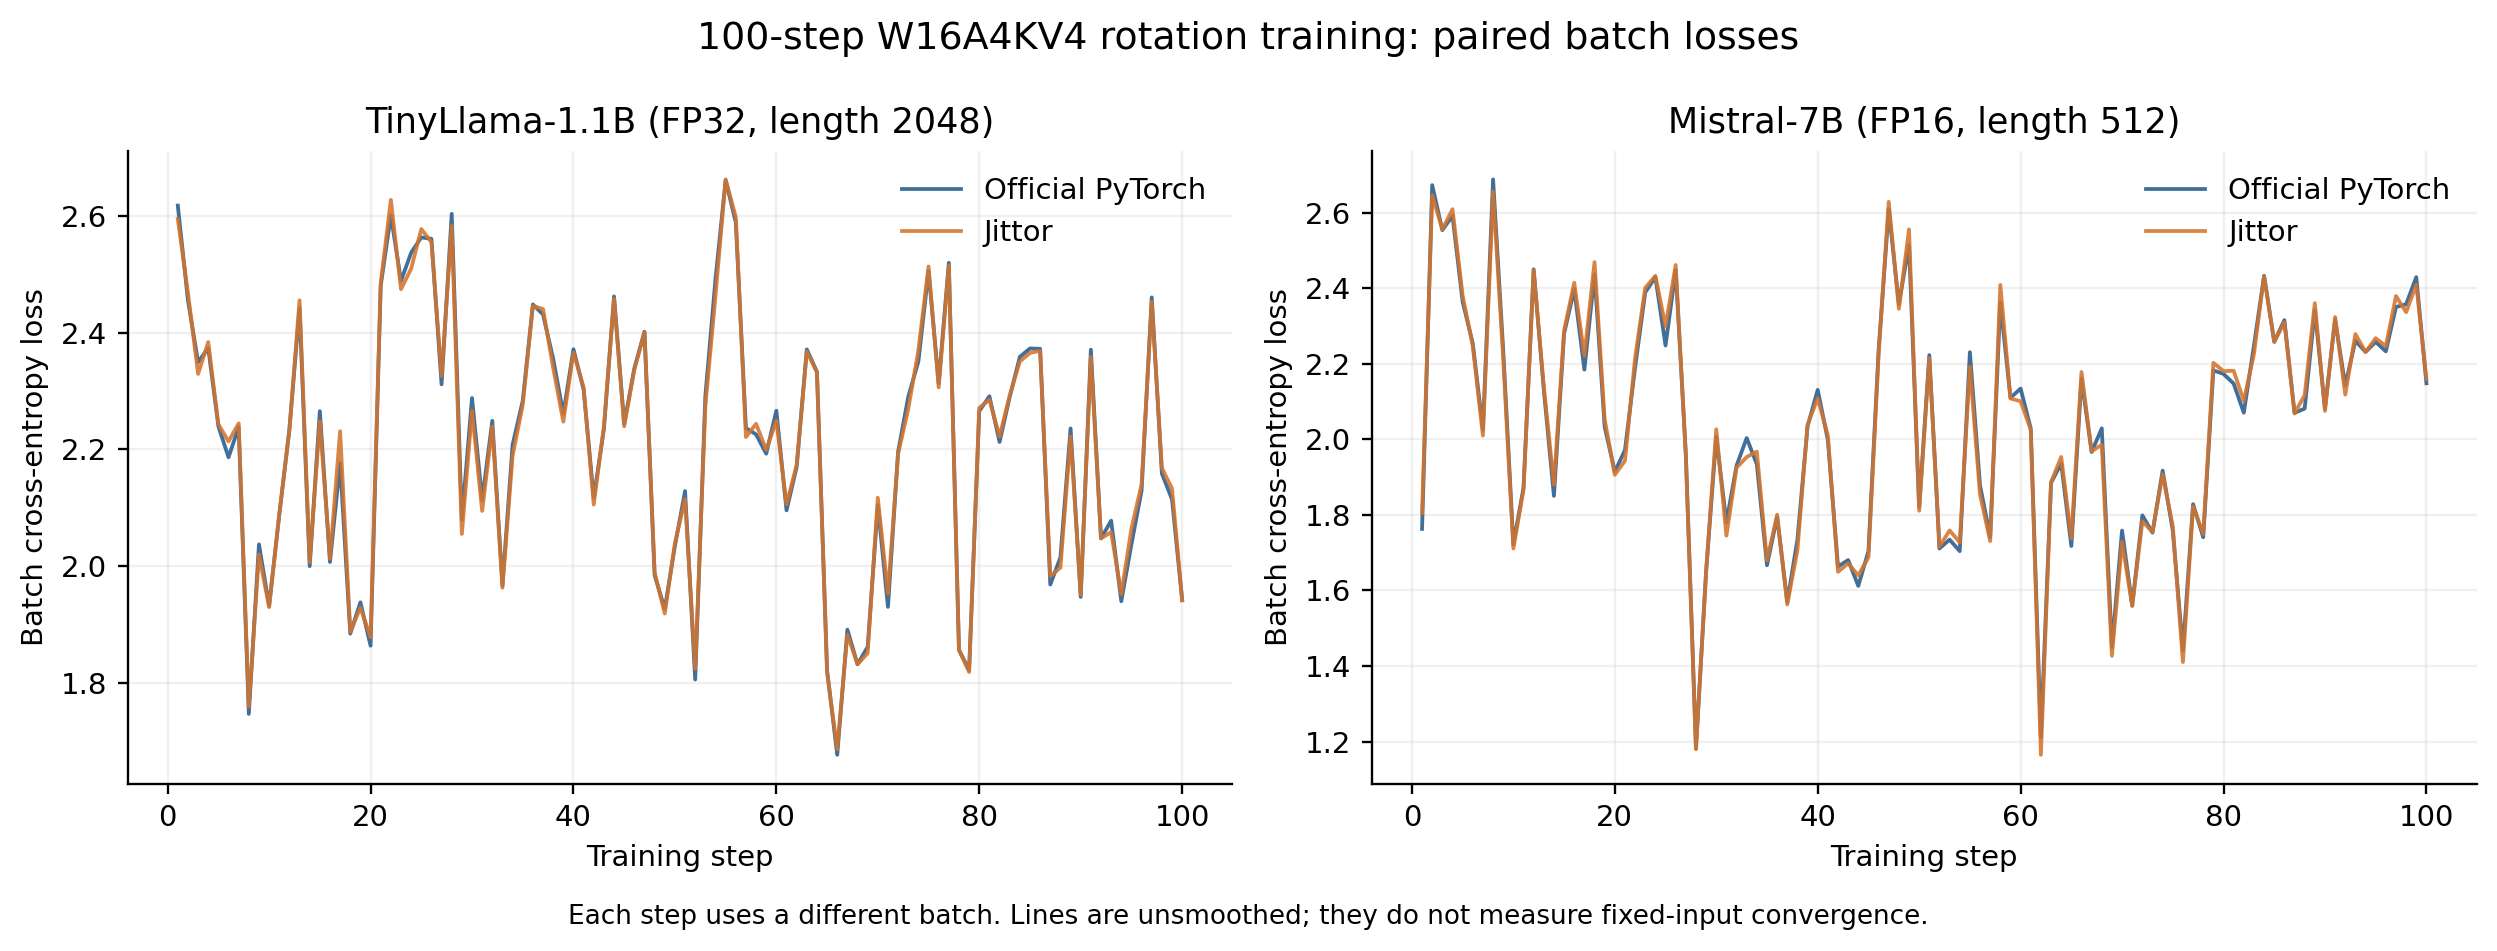 100-step W16A4KV4 rotation training: paired batch losses
TinyLlama-1.1B (FP32, length 2048)
Batch cross-entropy loss
2.6
2.4
2.2
2.0
1.8
Official PyTorch
Jittor
0 20 40 60 80 100
Training step
Mistral-7B (FP16, length 512)
Batch cross-entropy loss
2.6
2.4
2.2
2.0
1.8
1.6
1.4
1.2
Official PyTorch
Jittor
0 20 40 60 80 100
Training step
Each step uses a different batch. Lines are unsmoothed; they do not measure fixed-input convergence.